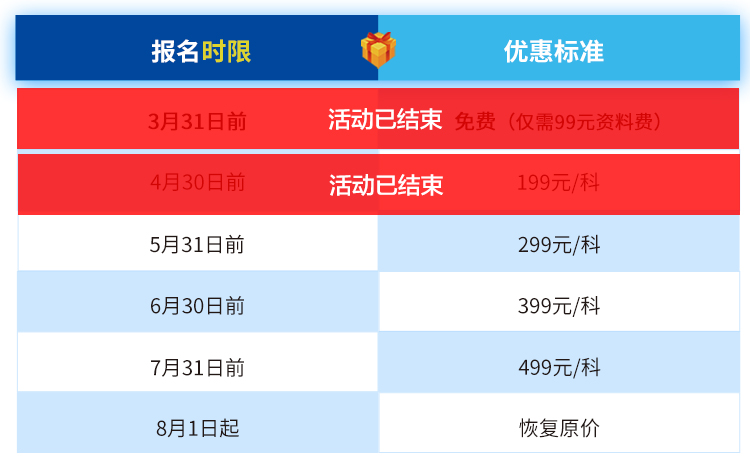 报名时限 优惠标准
3月31日前 活动已结束 免费（仅需99元资料费）
4月30日前 活动已结束 199元/科
5月31日前 299元/科
6月30日前 399元/科
7月31日前 499元/科
8月1日起 恢复原价